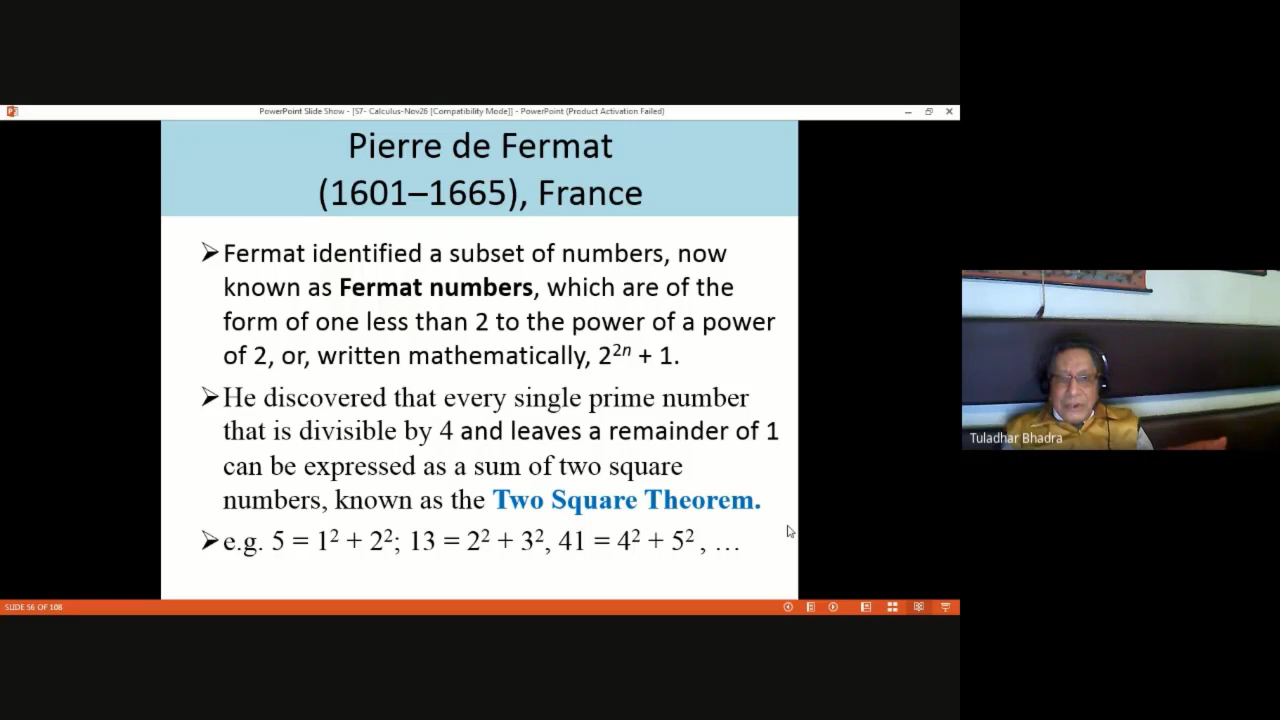 PowerPoint Slide Show - [57- Calculus-Nov26 [Compatibility Mode]] - PowerPoint (Product Activation Failed)
Pierre de Fermat
(1601–1665), France
➢Fermat identified a subset of numbers, now
known as Fermat numbers, which are of the
form of one less than 2 to the power of a power
of 2, or, written mathematically, 2²ⁿ + 1.
➢He discovered that every single prime number
that is divisible by 4 and leaves a remainder of 1
can be expressed as a sum of two square
numbers, known as the Two Square Theorem.
➢e.g. 5 = 1² + 2²; 13 = 2² + 3², 41 = 4² + 5² , …
Tuladhar Bhadra
SLIDE 56 OF 108